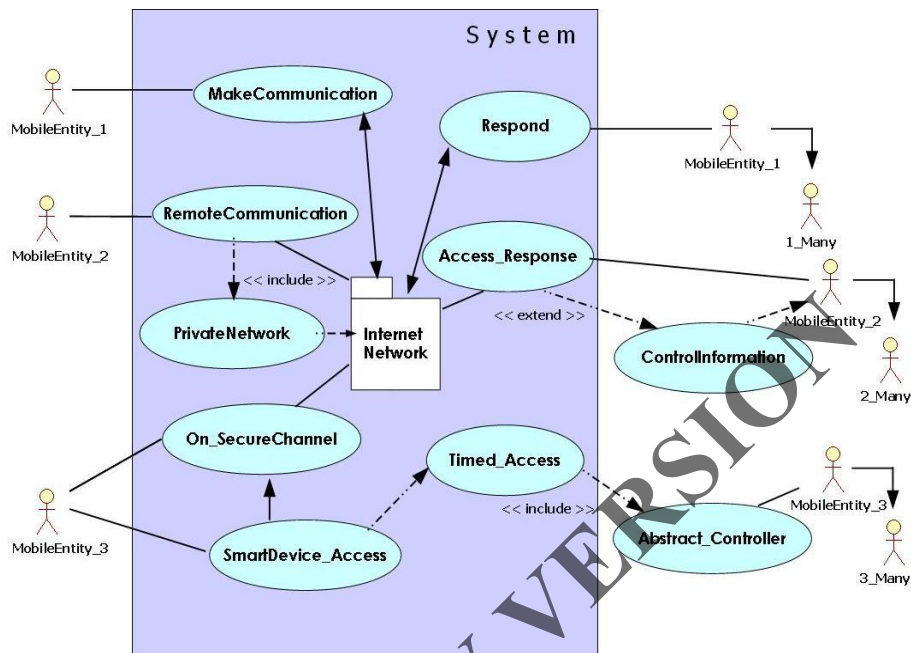 System
MakeCommunication
MobileEntity_1
Respond
MobileEntity_1
RemoteCommunication
MobileEntity_2
1_Many
Access_Response
<< include >>
MobileEntity_2
<< extend >>
PrivateNetwork
Internet
Network
ControlInformation
2_Many
On_SecureChannel
Timed_Access
MobileEntity_3
<< include >>
MobileEntity_3
SmartDevice_Access
Abstract_Controller
3_Many
VERSION